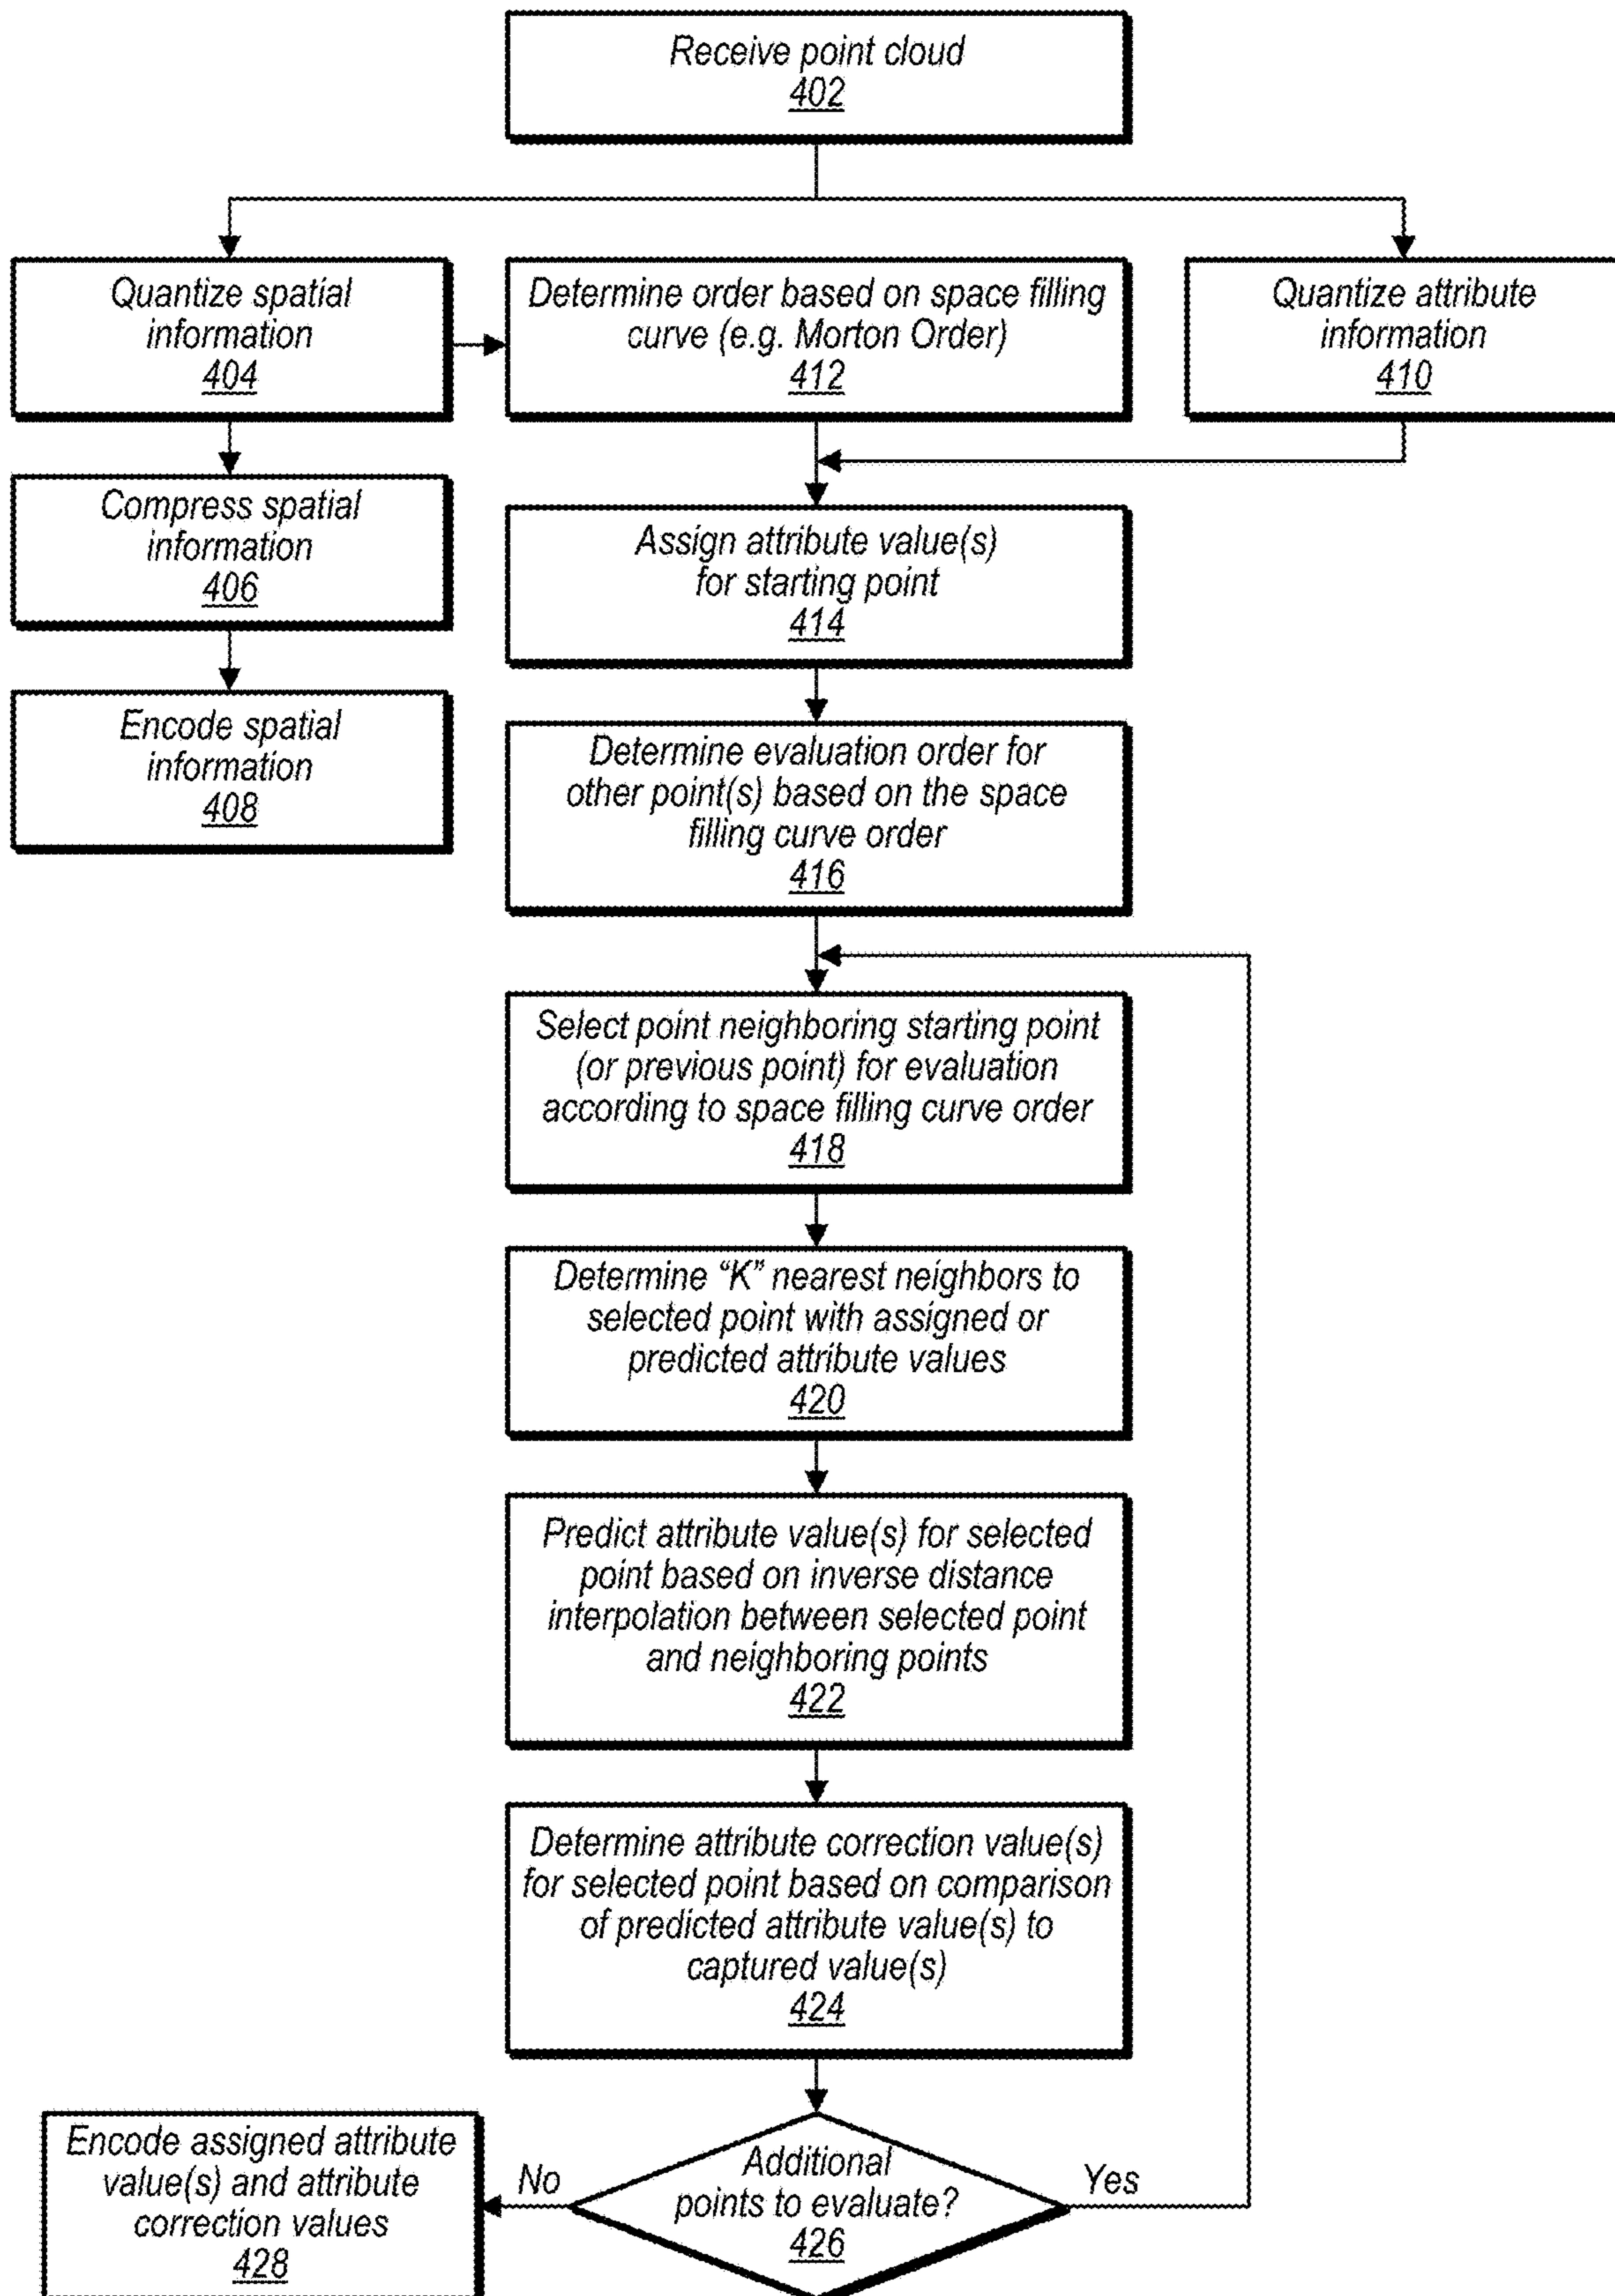 Receive point cloud
402
Quantize spatial
information
404
Determine order based on space filling
curve (e.g. Morton Order)
412
Quantize attribute
information
410
Compress spatial
information
406
Encode spatial
information
408
Assign attribute value(s)
for starting point
414
Determine evaluation order for
other point(s) based on the space
filling curve order
416
Select point neighboring starting point
(or previous point) for evaluation
according to space filling curve order
418
Determine “K” nearest neighbors to
selected point with assigned or
predicted attribute values
420
Predict attribute value(s) for selected
point based on inverse distance
interpolation between selected point
and neighboring points
422
Determine attribute correction value(s)
for selected point based on comparison
of predicted attribute value(s) to
captured value(s)
424
Additional
points to evaluate?
426
Yes
No
Encode assigned attribute
value(s) and attribute
correction values
428